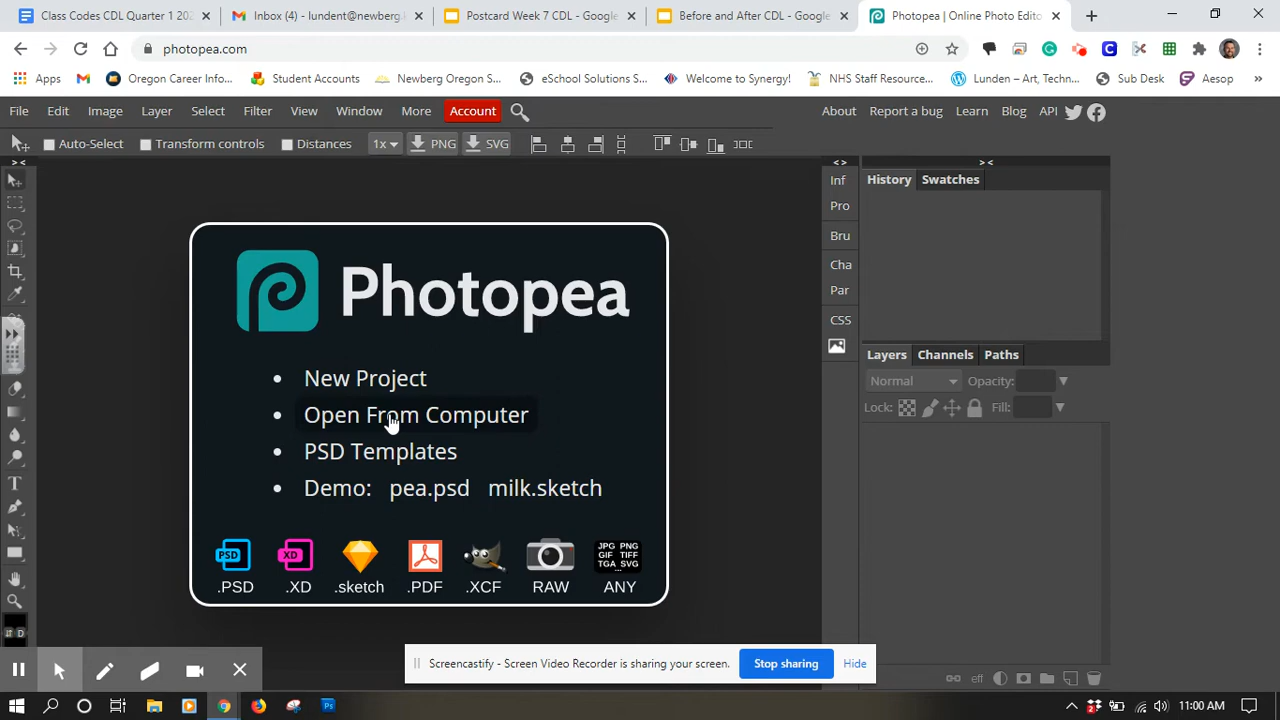 Class Codes CDL Quarter 1 202
Inbox (4) - lundent@newberg
Postcard Week 7 CDL - Google
Before and After CDL - Google
Photopea | Online Photo Edito
photopea.com
Apps
Oregon Career Info...
Student Accounts
Newberg Oregon S...
eSchool Solutions S...
Welcome to Synergy!
NHS Staff Resource...
Lunden – Art, Techn...
Sub Desk
Aesop
File Edit Image Layer Select Filter View Window More Account
About Report a bug Learn Blog API
Auto-Select Transform controls Distances 1x PNG SVG
Inf
Pro
Bru
Cha
Par
CSS
History Swatches
Layers Channels Paths
Normal Opacity:
Lock: Fill:
Photopea
New Project
Open From Computer
PSD Templates
Demo: pea.psd milk.sketch
PSD XD JPG PNG
GIF TIFF
TGA SVG
...
.PSD .XD .sketch .PDF .XCF RAW ANY
D
Screencastify - Screen Video Recorder is sharing your screen. Stop sharing Hide
Ps
2
11:00 AM